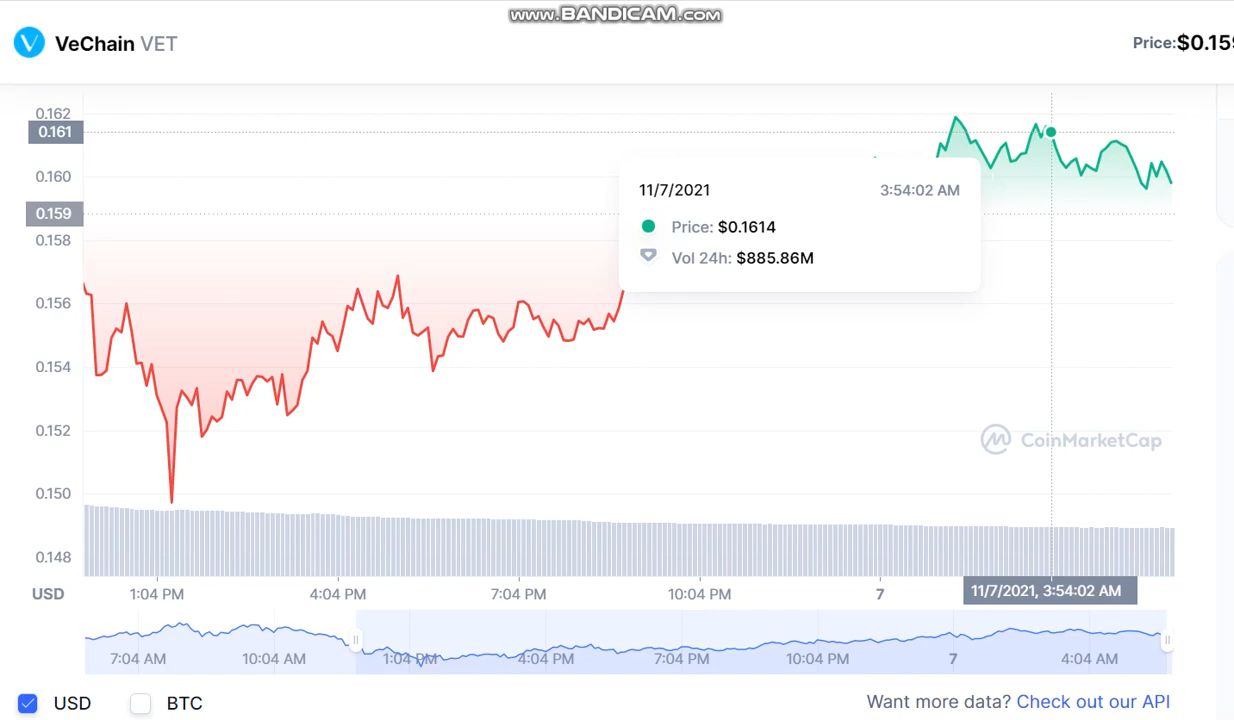 www.BANDICAM.com
VeChain VET
Price:$0.159
0.162
0.161
0.160
0.159
0.158
0.156
0.154
0.152
0.150
0.148
11/7/2021 3:54:02 AM
Price: $0.1614
Vol 24h: $885.86M
CoinMarketCap
USD 1:04 PM 4:04 PM 7:04 PM 10:04 PM 7 11/7/2021, 3:54:02 AM
7:04 AM 10:04 AM 1:04 PM 4:04 PM 7:04 PM 10:04 PM 7 4:04 AM
USD BTC Want more data? Check out our API